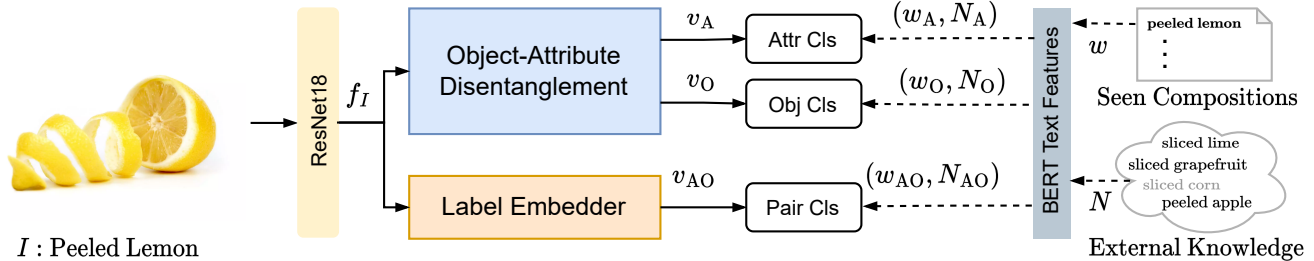 I : Peeled Lemon
ResNet18
f_I
Object-Attribute
Disentanglement
Label Embedder
v_A
v_O
v_AO
Attr Cls
Obj Cls
Pair Cls
(w_A, N_A)
(w_O, N_O)
(w_AO, N_AO)
BERT Text Features
w
peeled lemon
⋮
Seen Compositions
N
sliced lime
sliced grapefruit
sliced corn
peeled apple
External Knowledge